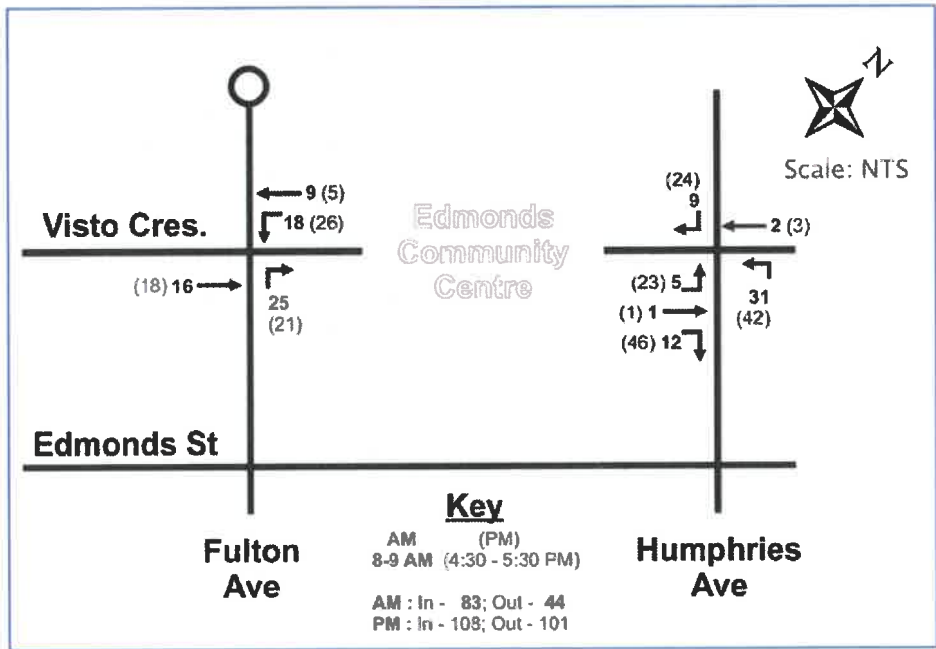 N
Scale: NTS
9 (5)
18 (26)
Visto Cres.
(18) 16
25
(21)
Edmonds
Community
Centre
(24)
9
2 (3)
(23) 5
(1) 1
(46) 12
31
(42)
Edmonds St
Fulton
Ave
Key
AM (PM)
8-9 AM (4:30 - 5:30 PM)
AM : In - 83; Out - 44
PM : In - 108; Out - 101
Humphries
Ave